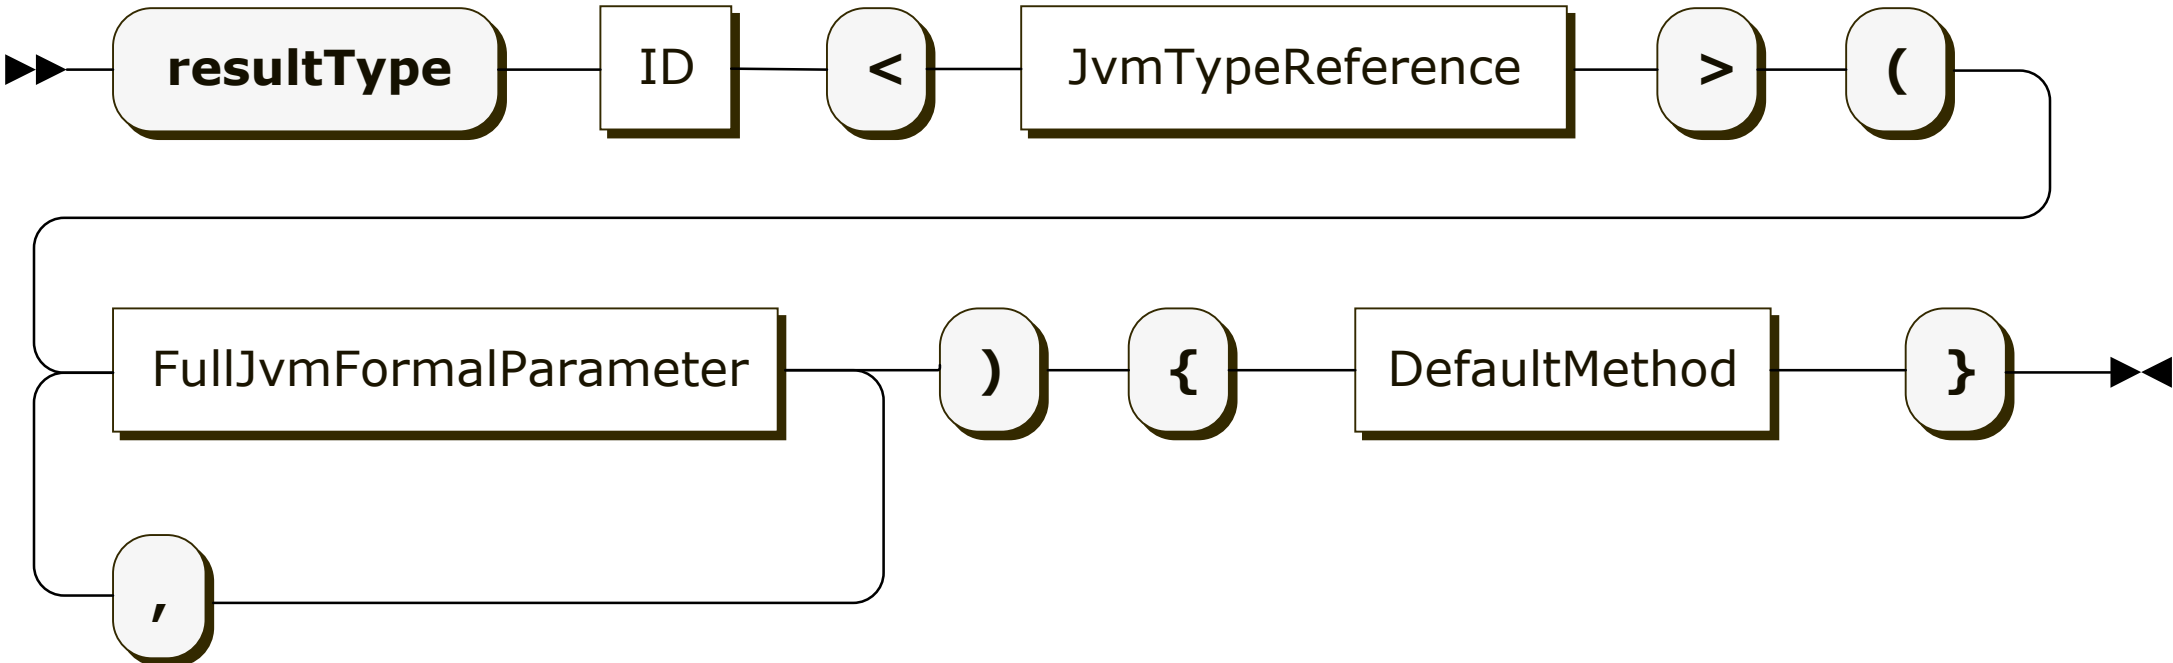 resultType ID < JvmTypeReference > (
FullJvmFormalParameter ) { DefaultMethod }
,